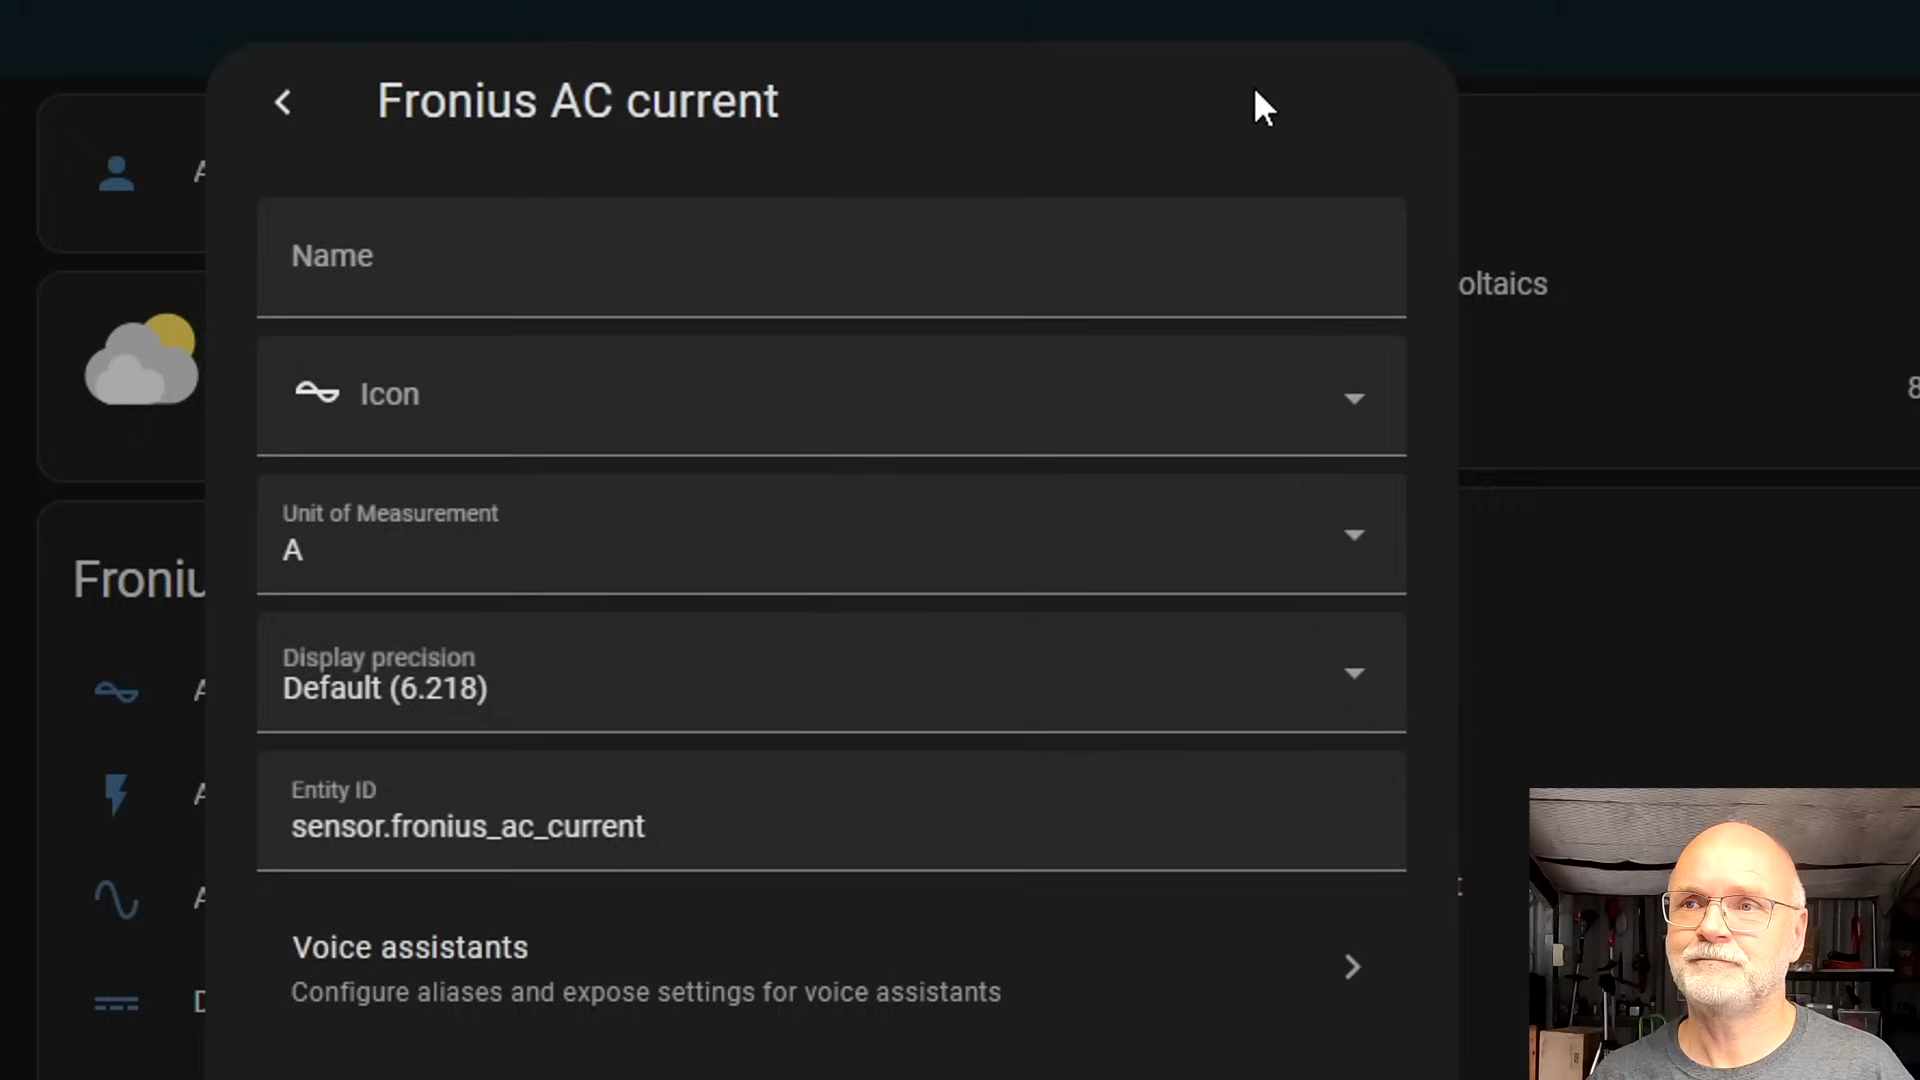 Fronius AC current
A
Name
oltaics
Icon
8
Unit of Measurement
A
Froniu
Display precision
Default (6.218)
A
Entity ID
A
sensor.fronius_ac_current
A
Voice assistants
Configure aliases and expose settings for voice assistants
D